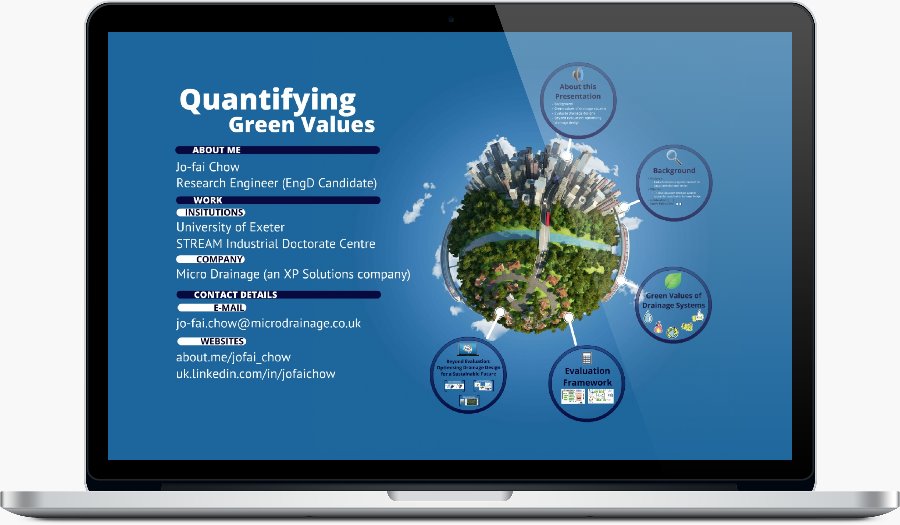 Quantifying
Green Values
ABOUT ME
Jo-fai Chow
Research Engineer (EngD Candidate)
WORK
INSITUTIONS
University of Exeter
STREAM Industrial Doctorate Centre
COMPANY
Micro Drainage (an XP Solutions company)
CONTACT DETAILS
E-MAIL
jo-fai.chow@microdrainage.co.uk
WEBSITES
about.me/jofai_chow
uk.linkedin.com/in/jofaichow
About this
Presentation
Background
Background
Green Values of
Drainage Systems
Evaluation
Framework
Beyond Evaluation:
Optimising Drainage Design
for a Sustainable Future